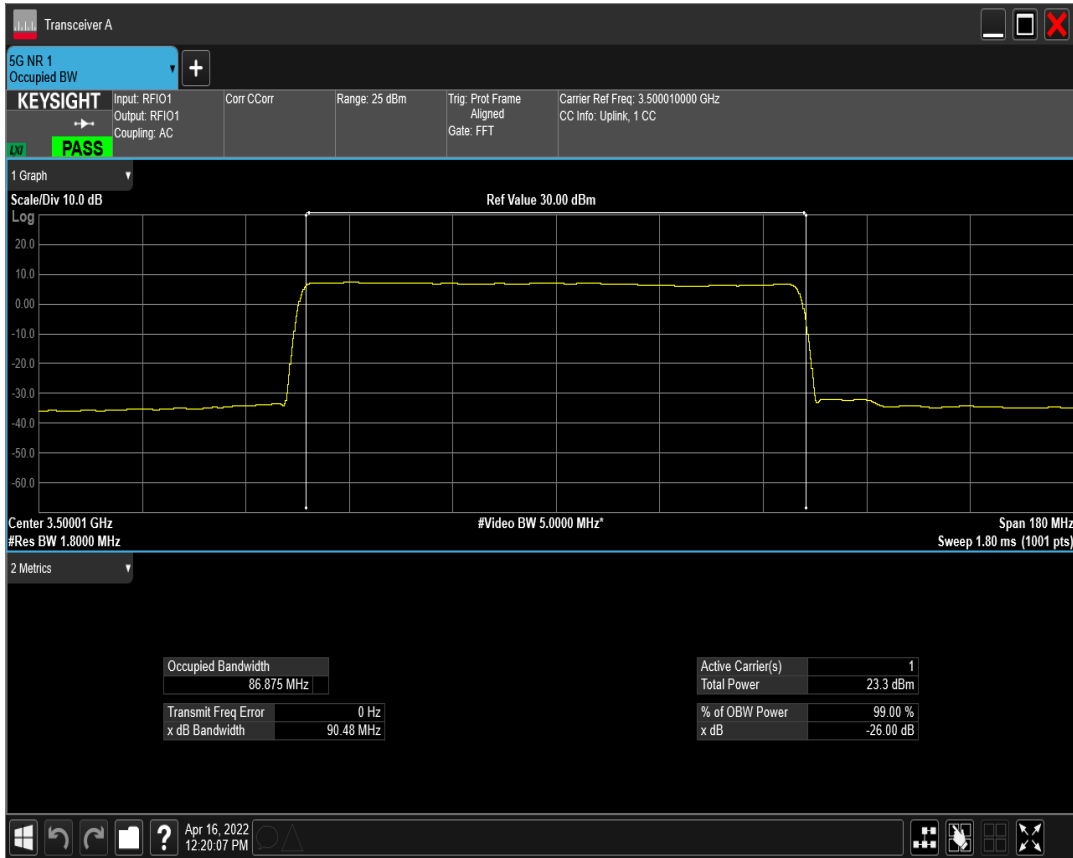 Transceiver A
5G NR 1
Occupied BW
KEYSIGHT
LXI
PASS
Input: RFIO1
Output: RFIO1
Coupling: AC
Corr CCorr
Range: 25 dBm
Trig: Prot Frame
Aligned
Gate: FFT
Carrier Ref Freq: 3.500010000 GHz
CC Info: Uplink, 1 CC
1 Graph
Scale/Div 10.0 dB
Ref Value 30.00 dBm
Log
20.0
10.0
0.00
-10.0
-20.0
-30.0
-40.0
-50.0
-60.0
Center 3.50001 GHz
#Video BW 5.0000 MHz*
Span 180 MHz
#Res BW 1.8000 MHz
Sweep 1.80 ms (1001 pts)
2 Metrics
Occupied Bandwidth
86.875 MHz
Transmit Freq Error 0 Hz
x dB Bandwidth 90.48 MHz
Active Carrier(s) 1
Total Power 23.3 dBm
% of OBW Power 99.00 %
x dB -26.00 dB
Apr 16, 2022
12:20:07 PM